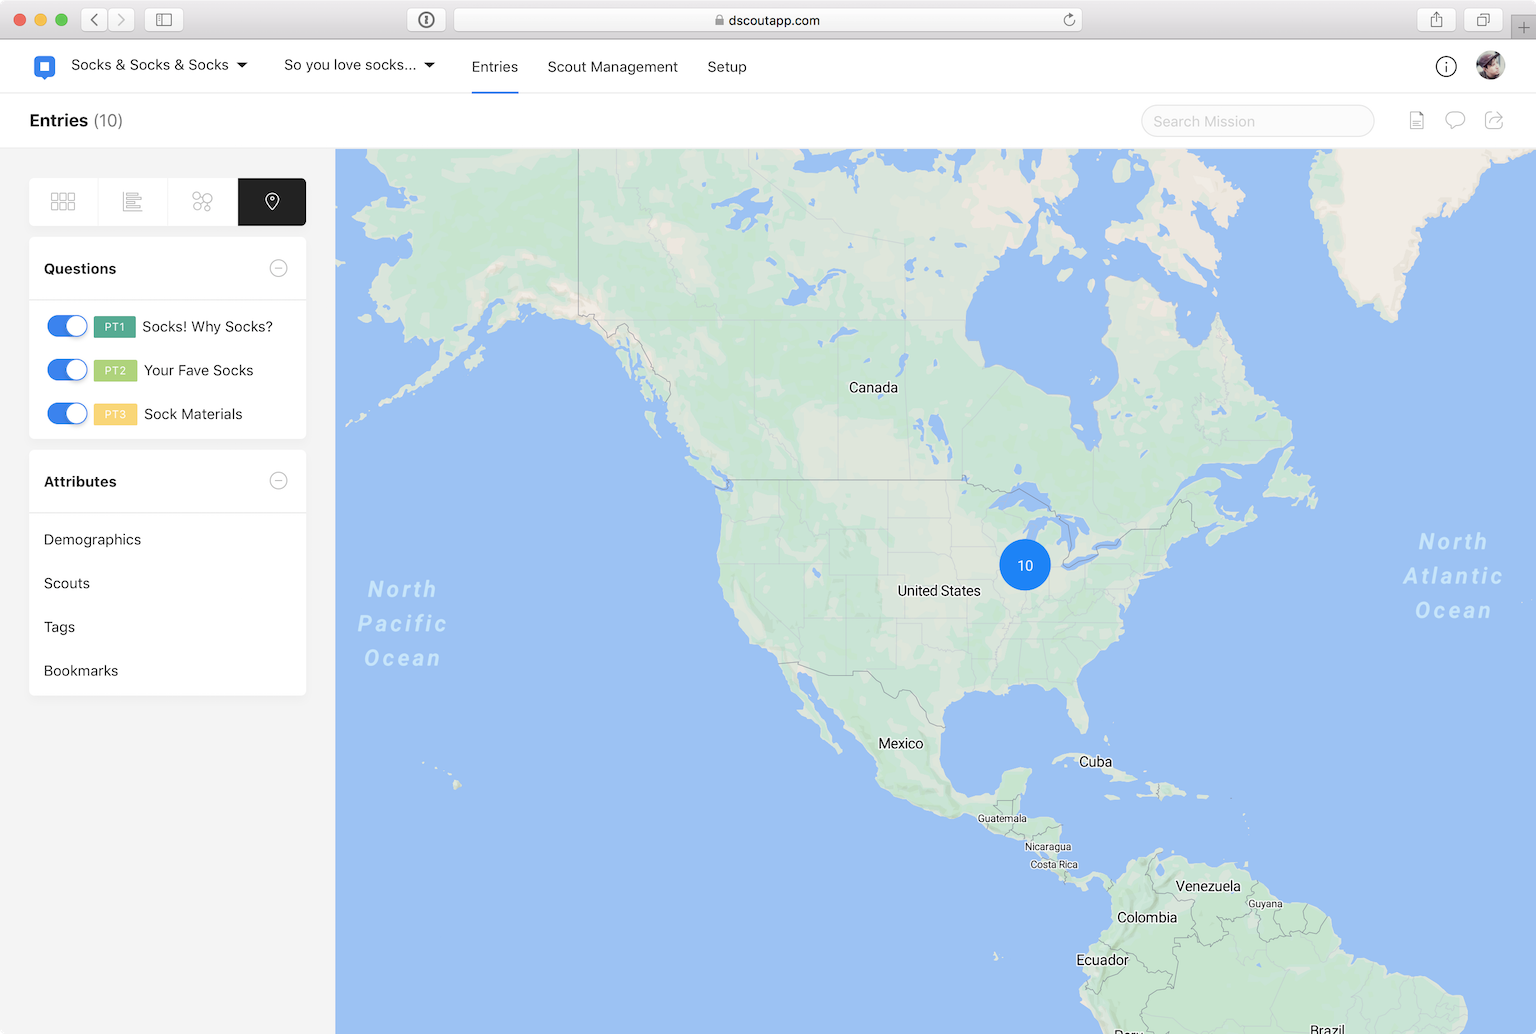 dscoutapp.com
Socks & Socks & Socks
So you love socks...
Entries
Scout Management
Setup
Entries (10)
Search Mission
Questions
PT1 Socks! Why Socks?
PT2 Your Fave Socks
PT3 Sock Materials
Attributes
Demographics
Scouts
Tags
Bookmarks
Canada
10
United States
North
Pacific
Ocean
North
Atlantic
Ocean
Mexico
Cuba
Guatemala
Nicaragua
Costa Rica
Venezuela
Guyana
Colombia
Ecuador
Peru
Brazil